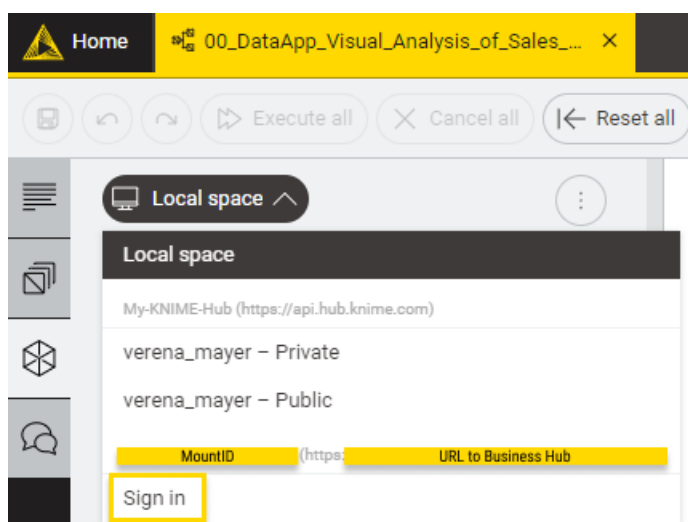 Home
00_DataApp_Visual_Analysis_of_Sales_...
Execute all
Cancel all
Reset all
Local space
Local space
My-KNIME-Hub (https://api.hub.knime.com)
verena_mayer – Private
verena_mayer – Public
MountID (https: URL to Business Hub
Sign in